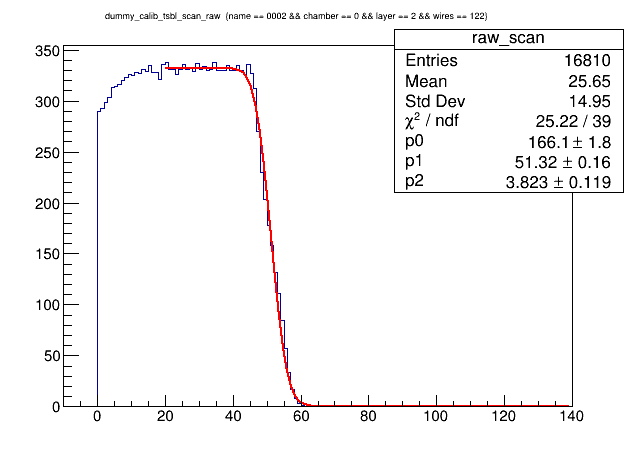 dummy_calib_tsbl_scan_raw (name == 0002 && chamber == 0 && layer == 2 && wires == 122)
raw_scan
Entries 16810
Mean 25.65
Std Dev 14.95
χ² / ndf 25.22 / 39
p0 166.1 ± 1.8
p1 51.32 ± 0.16
p2 3.823 ± 0.119
350
300
250
200
150
100
50
0
0 20 40 60 80 100 120 140